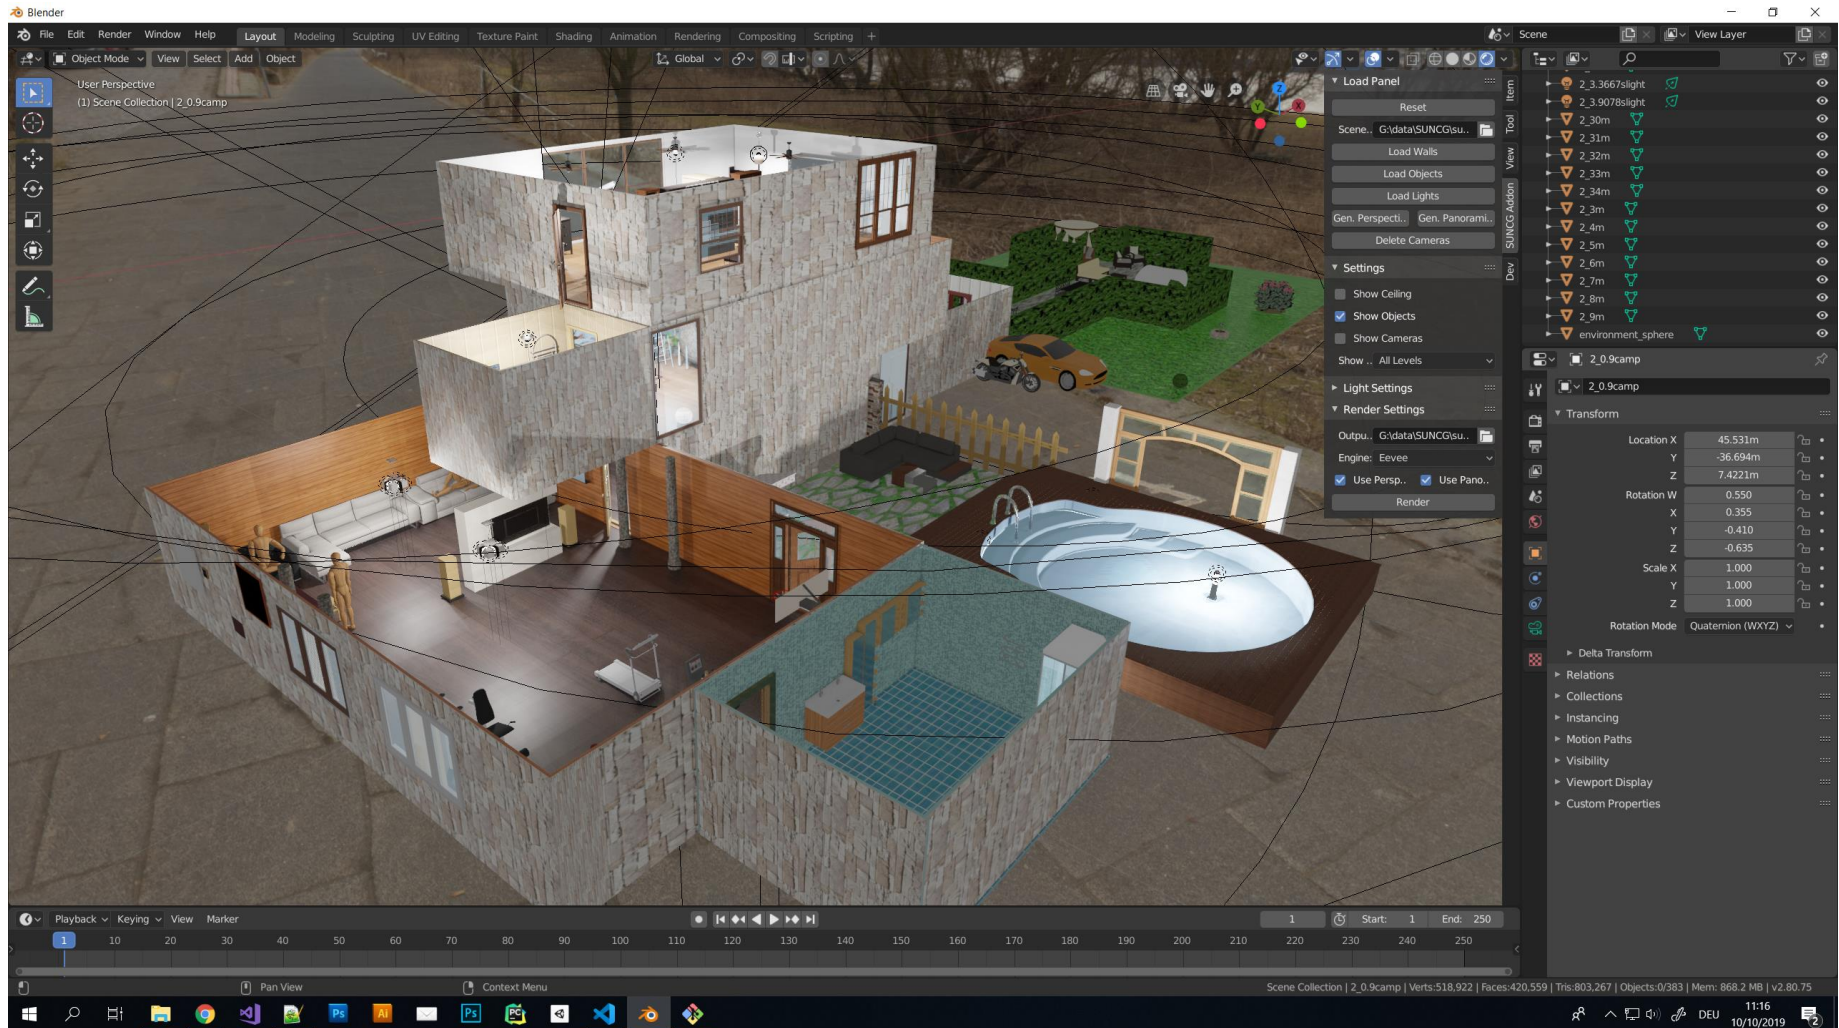 Blender
File Edit Render Window Help Layout Modeling Sculpting UV Editing Texture Paint Shading Animation Rendering Compositing Scripting + Scene View Layer
Object Mode View Select Add Object Global
User Perspective
(1) Scene Collection | 2_0.9camp
Z
Y
X
Load Panel
Reset
Scene.. G:\data\SUNCG\su..
Load Walls
Load Objects
Load Lights
Gen. Perspecti.. Gen. Panorami..
Delete Cameras
Settings
Show Ceiling
Show Objects
Show Cameras
Show .. All Levels
Light Settings
Render Settings
Outpu.. G:\data\SUNCG\su..
Engine: Eevee
Use Persp.. Use Pano..
Render
Item
Tool
View
SUNCG Addon
Dev
2_3.3667slight
2_3.9078slight
2_30m
2_31m
2_32m
2_33m
2_34m
2_3m
2_4m
2_5m
2_6m
2_7m
2_8m
2_9m
environment_sphere
2_0.9camp
2_0.9camp
Transform
Location X 45.531m
Y -36.694m
Z 7.4221m
Rotation W 0.550
X 0.355
Y -0.410
Z -0.635
Scale X 1.000
Y 1.000
Z 1.000
Rotation Mode Quaternion (WXYZ)
Delta Transform
Relations
Collections
Instancing
Motion Paths
Visibility
Viewport Display
Custom Properties
Playback Keying View Marker 1 Start: 1 End: 250
1 10 20 30 40 50 60 70 80 90 100 110 120 130 140 150 160 170 180 190 200 210 220 230 240 250
Pan View Context Menu Scene Collection | 2_0.9camp | Verts:518,922 | Faces:420,559 | Tris:803,267 | Objects:0/383 | Mem: 868.2 MB | v2.80.75
Ps Ai Ps PC DEU 11:16
10/10/2019 2